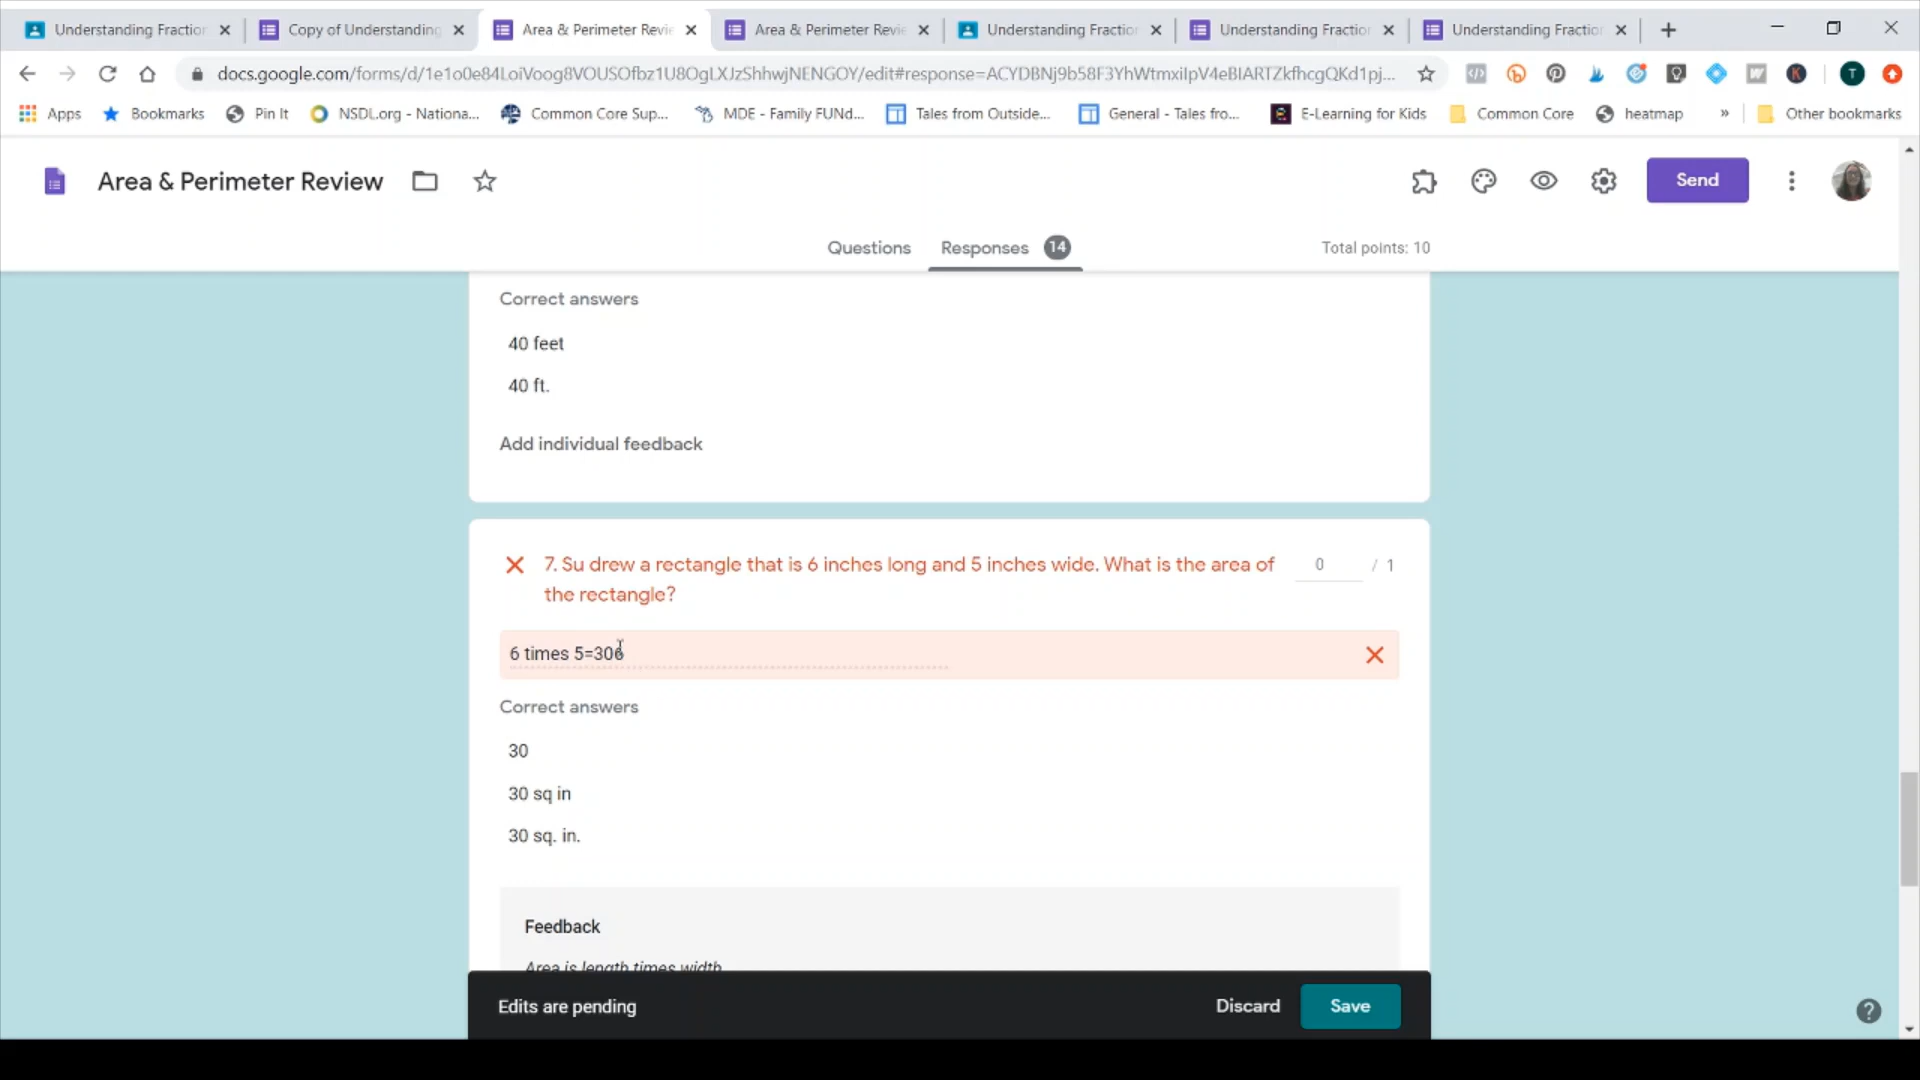 Understanding Fraction
Copy of Understanding
Area & Perimeter Revie
Area & Perimeter Revie
Understanding Fraction
Understanding Fraction
Understanding Fraction
docs.google.com/forms/d/1e1o0e84LoiVoog8VOUSOfbz1U8OgLXJzShhwjNENGOY/edit#response=ACYDBNj9b58F3YhWtmxiIpV4eBIARTZkfhcgQKd1pj...
Apps
Bookmarks
Pin It
NSDL.org - Nationa...
Common Core Sup...
MDE - Family FUNd...
Tales from Outside...
General - Tales fro...
E-Learning for Kids
Common Core
heatmap
»
Other bookmarks
Area & Perimeter Review
Send
Questions
Responses 14
Total points: 10
Correct answers
40 feet
40 ft.
Add individual feedback
7. Su drew a rectangle that is 6 inches long and 5 inches wide. What is the area of
the rectangle?
0 / 1
6 times 5=306
Correct answers
30
30 sq in
30 sq. in.
Feedback
Area is length times width
Edits are pending
Discard
Save